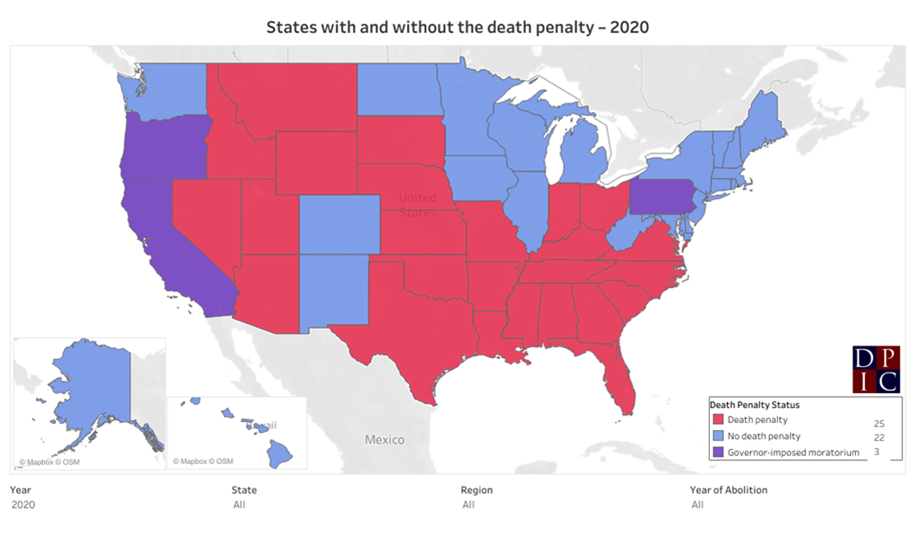 States with and without the death penalty – 2020
United
States
Mexico
Hawaii
© Mapbox © OSM
© Mapbox © OSM
D P
I C
Death Penalty Status
Death penalty 25
No death penalty 22
Governor-imposed moratorium 3
Year State Region Year of Abolition
2020 All All All